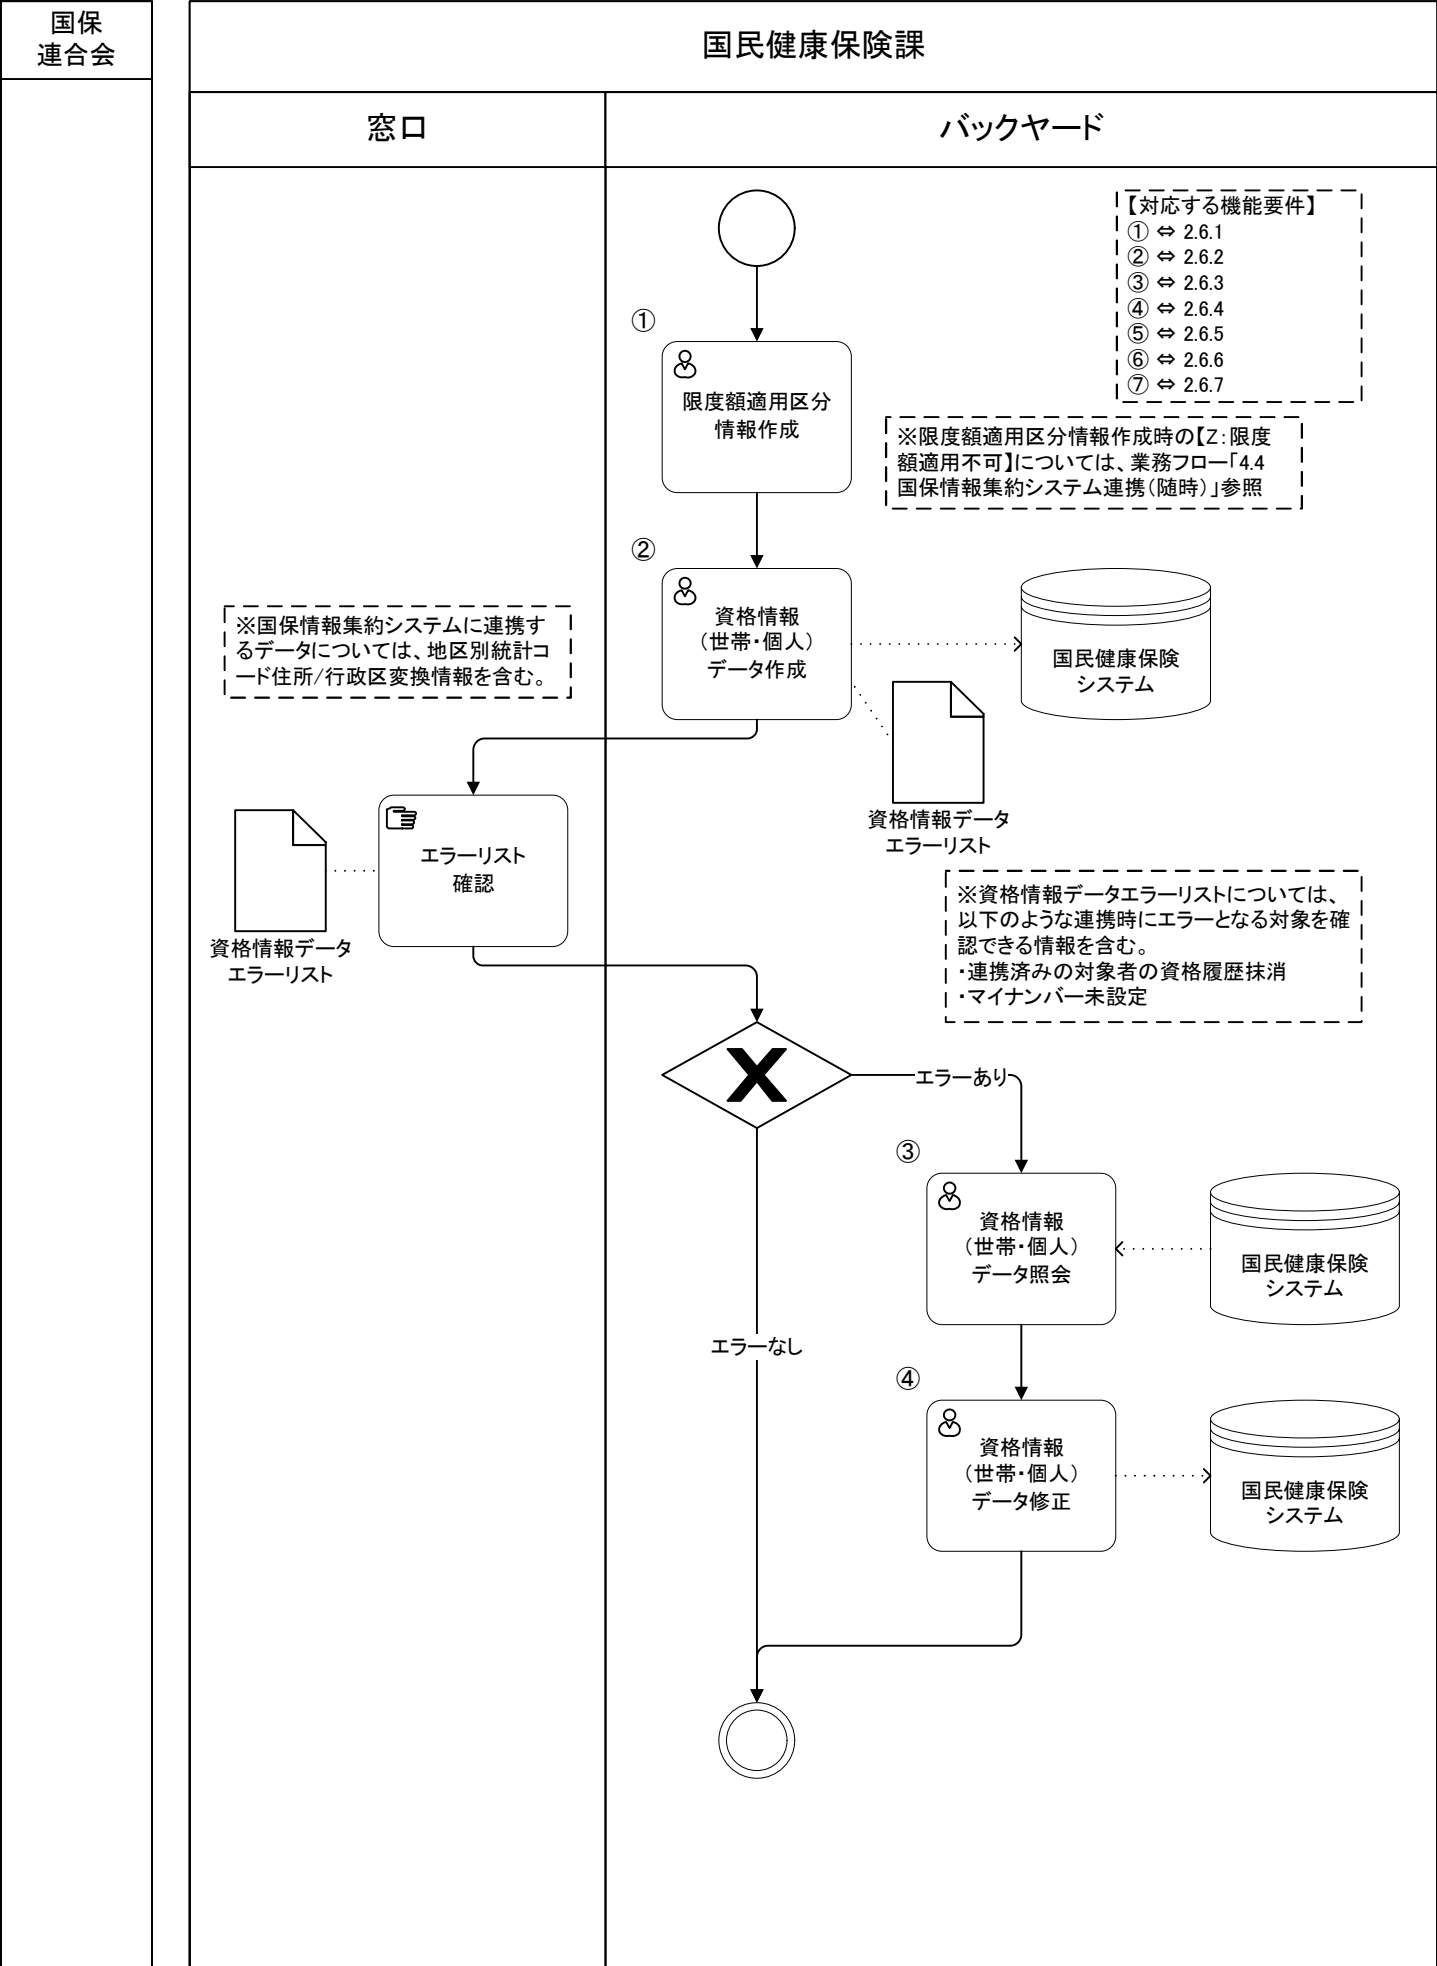 国保
連合会
国民健康保険課
窓口
バックヤード
【対応する機能要件】
① ⇔ 2.6.1
② ⇔ 2.6.2
③ ⇔ 2.6.3
④ ⇔ 2.6.4
⑤ ⇔ 2.6.5
⑥ ⇔ 2.6.6
⑦ ⇔ 2.6.7
①
限度額適用区分
情報作成
※限度額適用区分情報作成時の【Z：限度
額適用不可】については、業務フロー「4.4
国保情報集約システム連携（随時）」参照
②
資格情報
（世帯・個人）
データ作成
国民健康保険
システム
※国保情報集約システムに連携す
るデータについては、地区別統計コ
ード住所/行政区変換情報を含む。
資格情報データ
エラーリスト
エラーリスト
確認
資格情報データ
エラーリスト
※資格情報データエラーリストについては、
以下のような連携時にエラーとなる対象を確
認できる情報を含む。
・連携済みの対象者の資格履歴抹消
・マイナンバー未設定
X
エラーあり
③
資格情報
（世帯・個人）
データ照会
国民健康保険
システム
エラーなし
④
資格情報
（世帯・個人）
データ修正
国民健康保険
システム